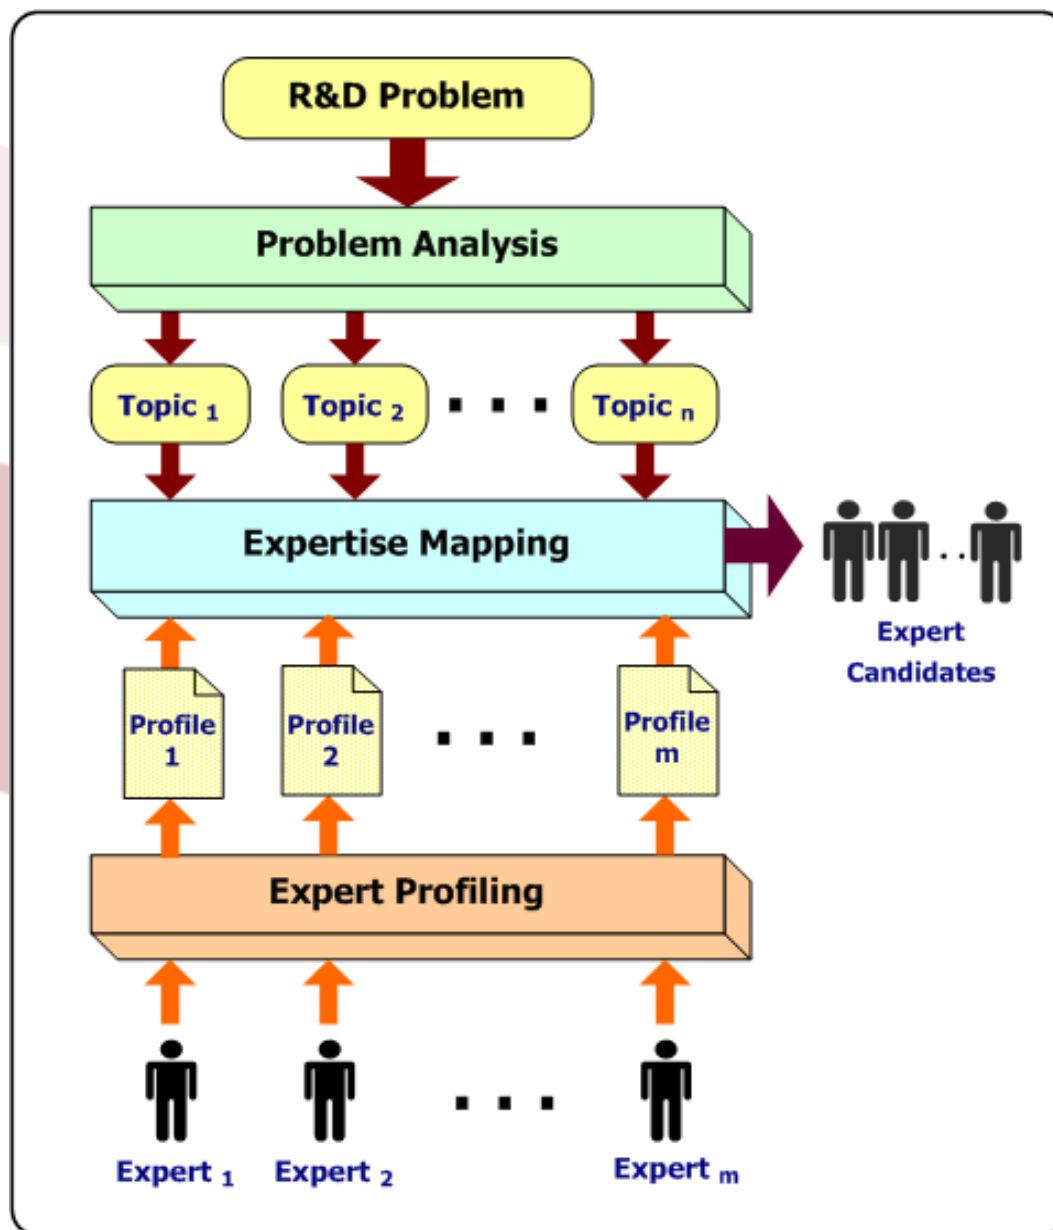 R&D Problem
Problem Analysis
Topic 1 Topic 2 . . . Topic n
Expertise Mapping
Expert
Candidates
Profile
1
Profile
2
. . .
Profile
m
Expert Profiling
Expert 1 Expert 2 . . . Expert m